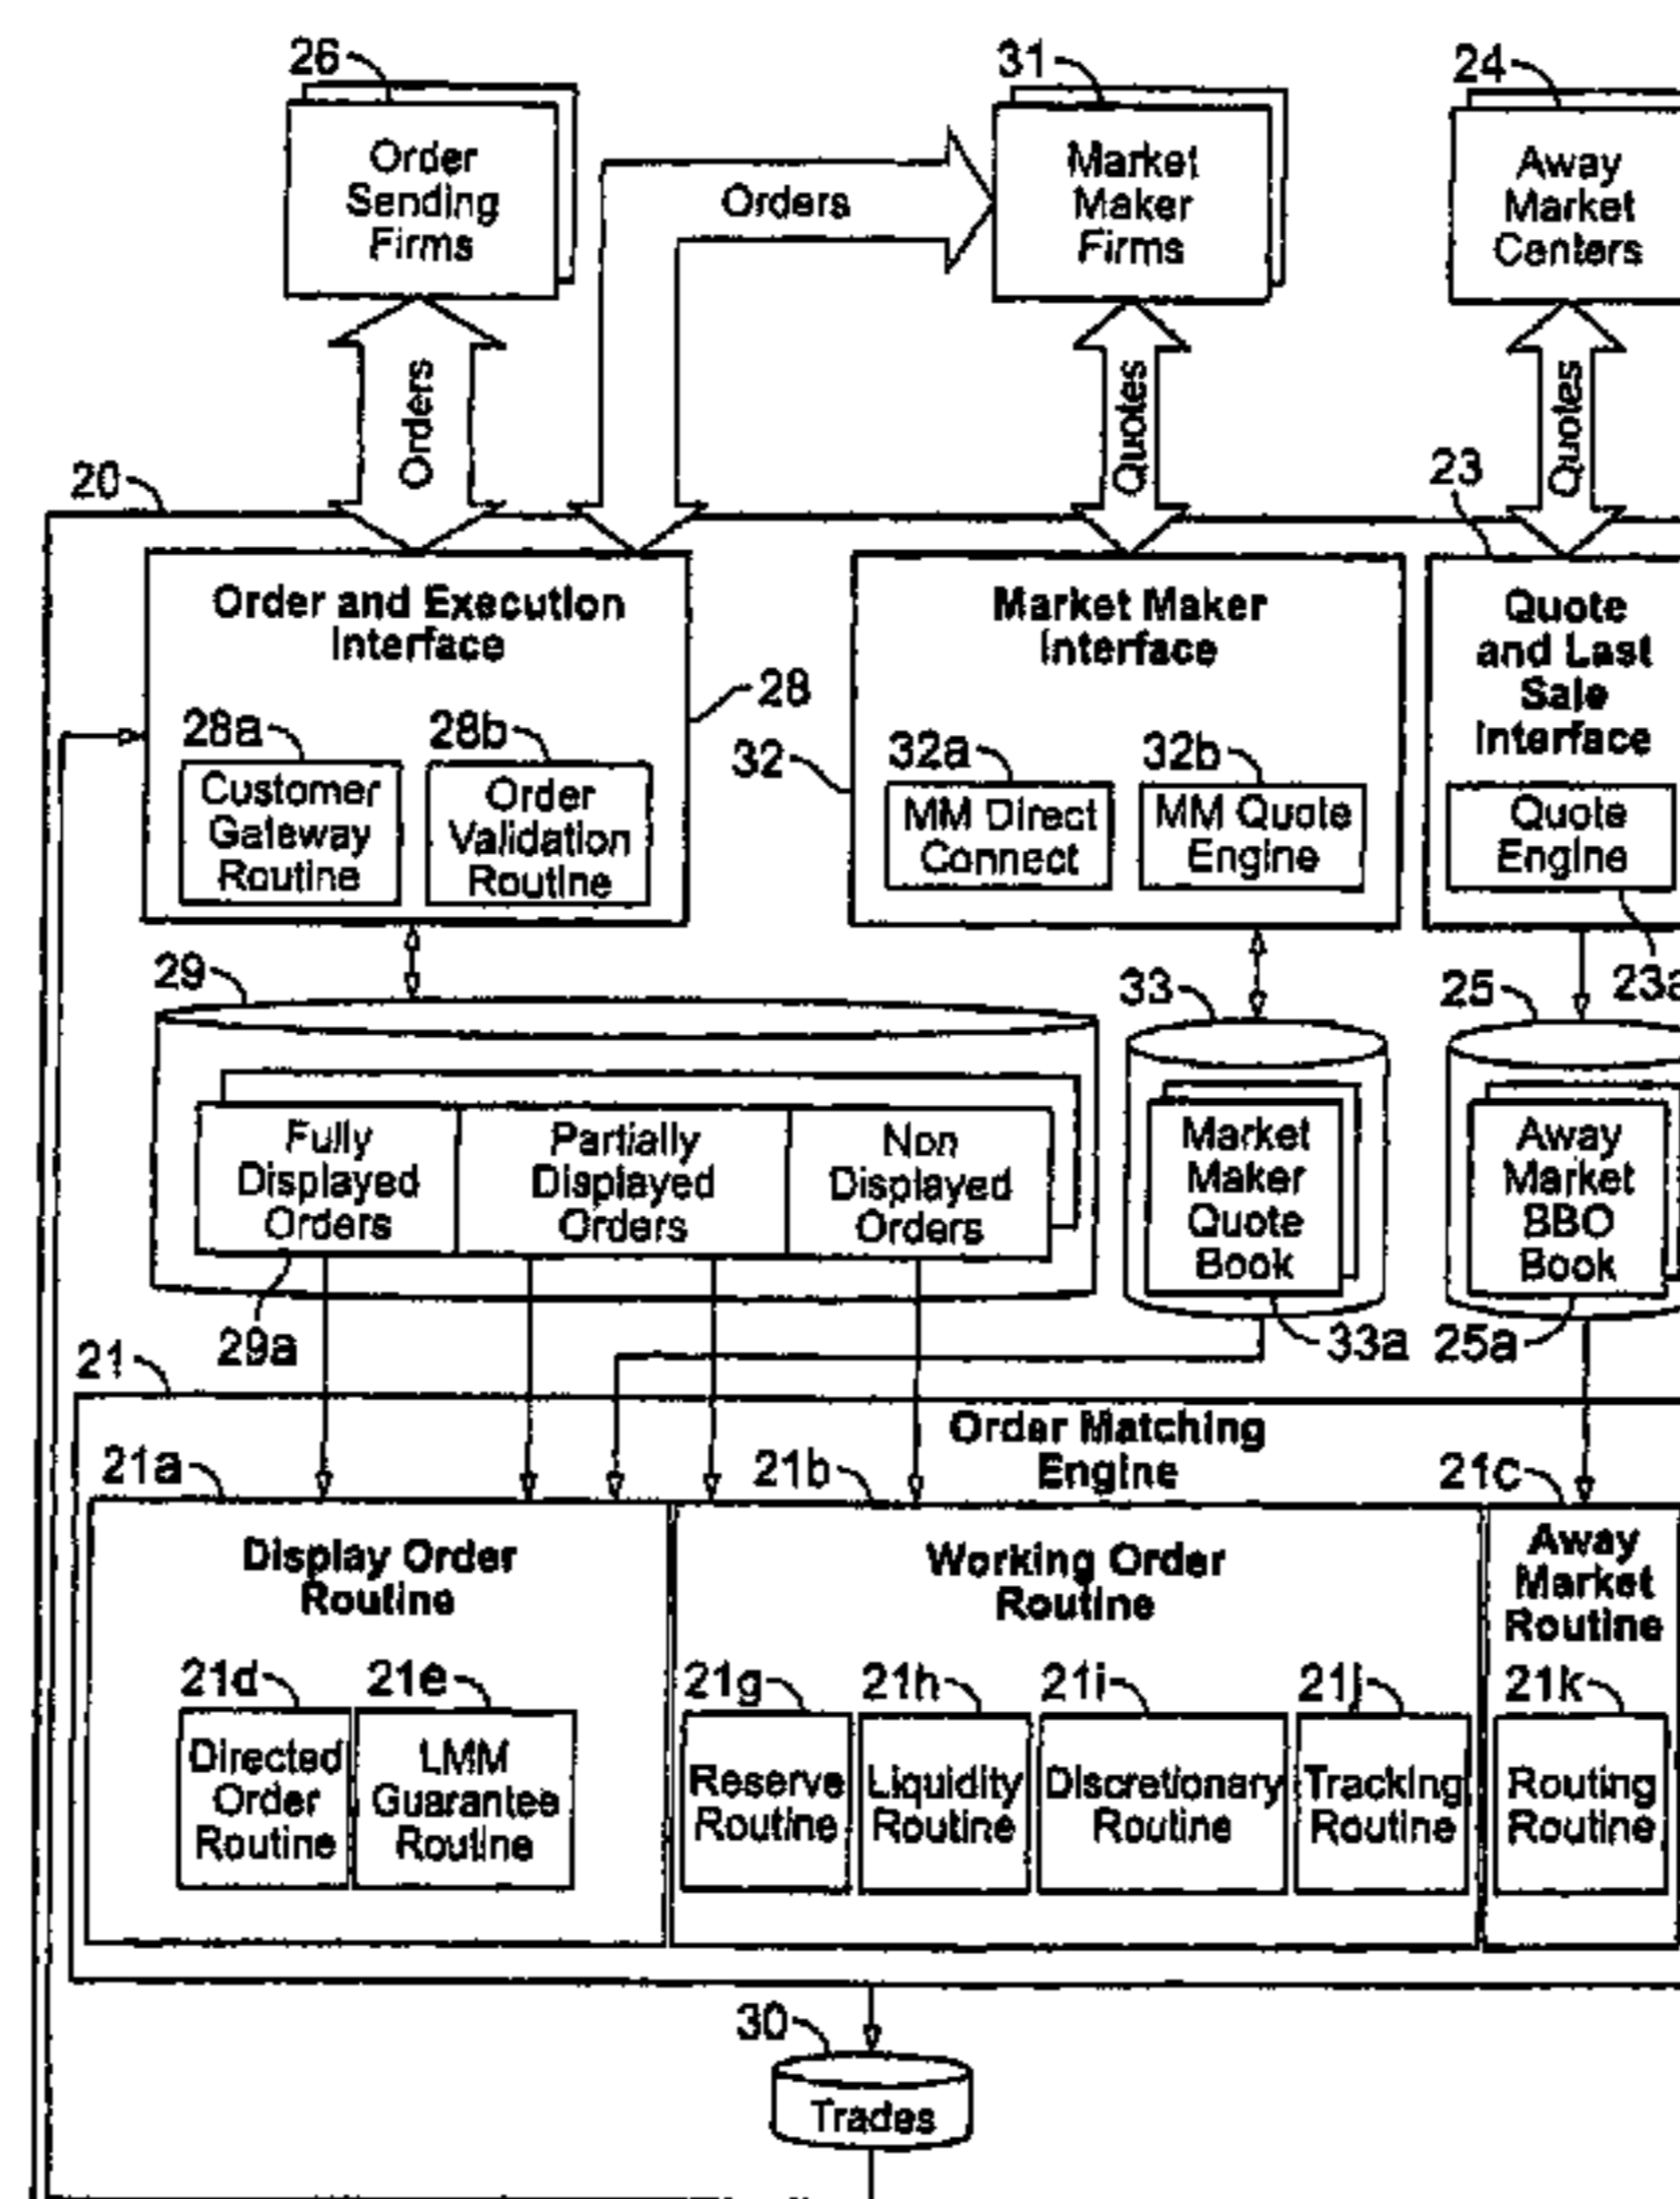 26
31
24
Order
Sending
Firms
Orders
Market
Maker
Firms
Away
Market
Centers
Orders
Quotes
Quotes
20
23
Order and Execution
Interface
Market Maker
Interface
Quote
and Last
Sale
Interface
28
32
28a
28b
32a
32b
Customer
Gateway
Routine
Order
Validation
Routine
MM Direct
Connect
MM Quote
Engine
Quote
Engine
29
33
25
23a
Fully
Displayed
Orders
Partially
Displayed
Orders
Non
Displayed
Orders
Market
Maker
Quote
Book
Away
Market
BBO
Book
29a
33a
25a
21
Order Matching
Engine
21a
21b
21c
Display Order
Routine
Working Order
Routine
Away
Market
Routine
21d
21e
21g
21h
21i
21j
21k
Directed
Order
Routine
LMM
Guarantee
Routine
Reserve
Routine
Liquidity
Routine
Discretionary
Routine
Tracking
Routine
Routing
Routine
30
Trades